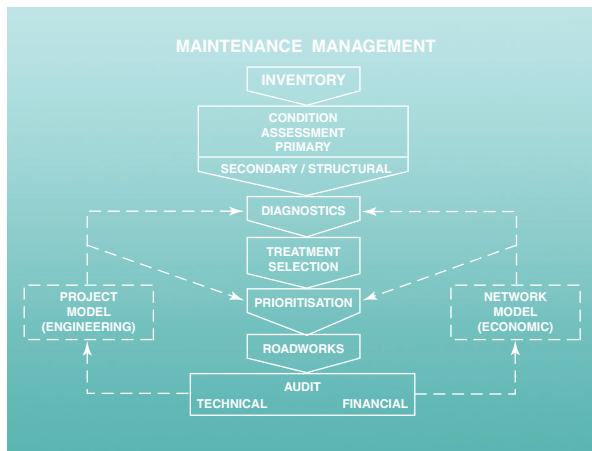 MAINTENANCE MANAGEMENT
INVENTORY
CONDITION
ASSESSMENT
PRIMARY
SECONDARY / STRUCTURAL
DIAGNOSTICS
TREATMENT
SELECTION
PRIORITISATION
PROJECT
MODEL
(ENGINEERING)
NETWORK
MODEL
(ECONOMIC)
ROADWORKS
AUDIT
TECHNICAL FINANCIAL